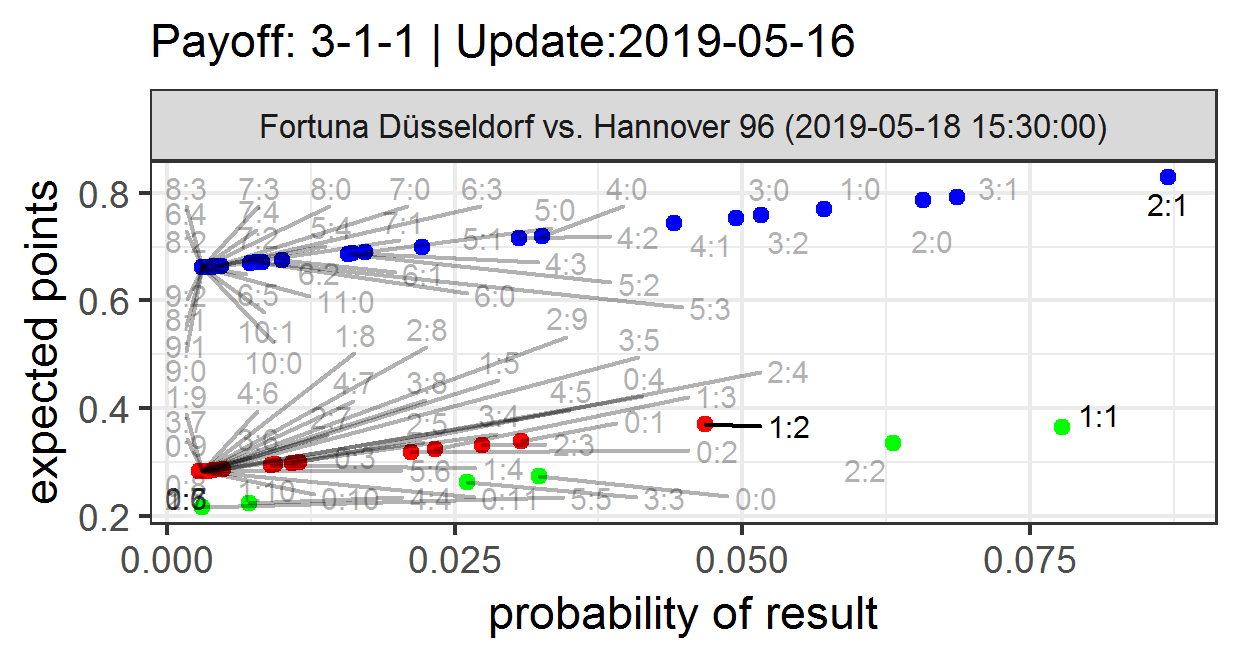 Payoff: 3-1-1 | Update:2019-05-16
Fortuna Düsseldorf vs. Hannover 96 (2019-05-18 15:30:00)
expected points
0.8
0.6
0.4
0.2
8:3 7:3 8:0 7:0 6:3 4:0 3:0 1:0 3:1
6:4 7:4 5:4 7:1 5:0 2:1
8:2 7:2 5:1 4:2 4:1 3:2 2:0
8:2 6:1 4:3
9:2 6:5 11:0 6:0 5:2
8:1 5:3
9:1 10:1 1:8 2:8 2:9 3:5
9:0 10:0 1:5 2:4
1:9 4:6 4:7 3:8 4:5 0:4 1:3
3:7 2:7 2:5 3:4 0:1 1:2 1:1
0:9 3:6 2:3 0:2
0:3 5:6 1:4 2:2
1:10 0:10 4:4 0:11 5:5 3:3 0:0
0.000 0.025 0.050 0.075
probability of result